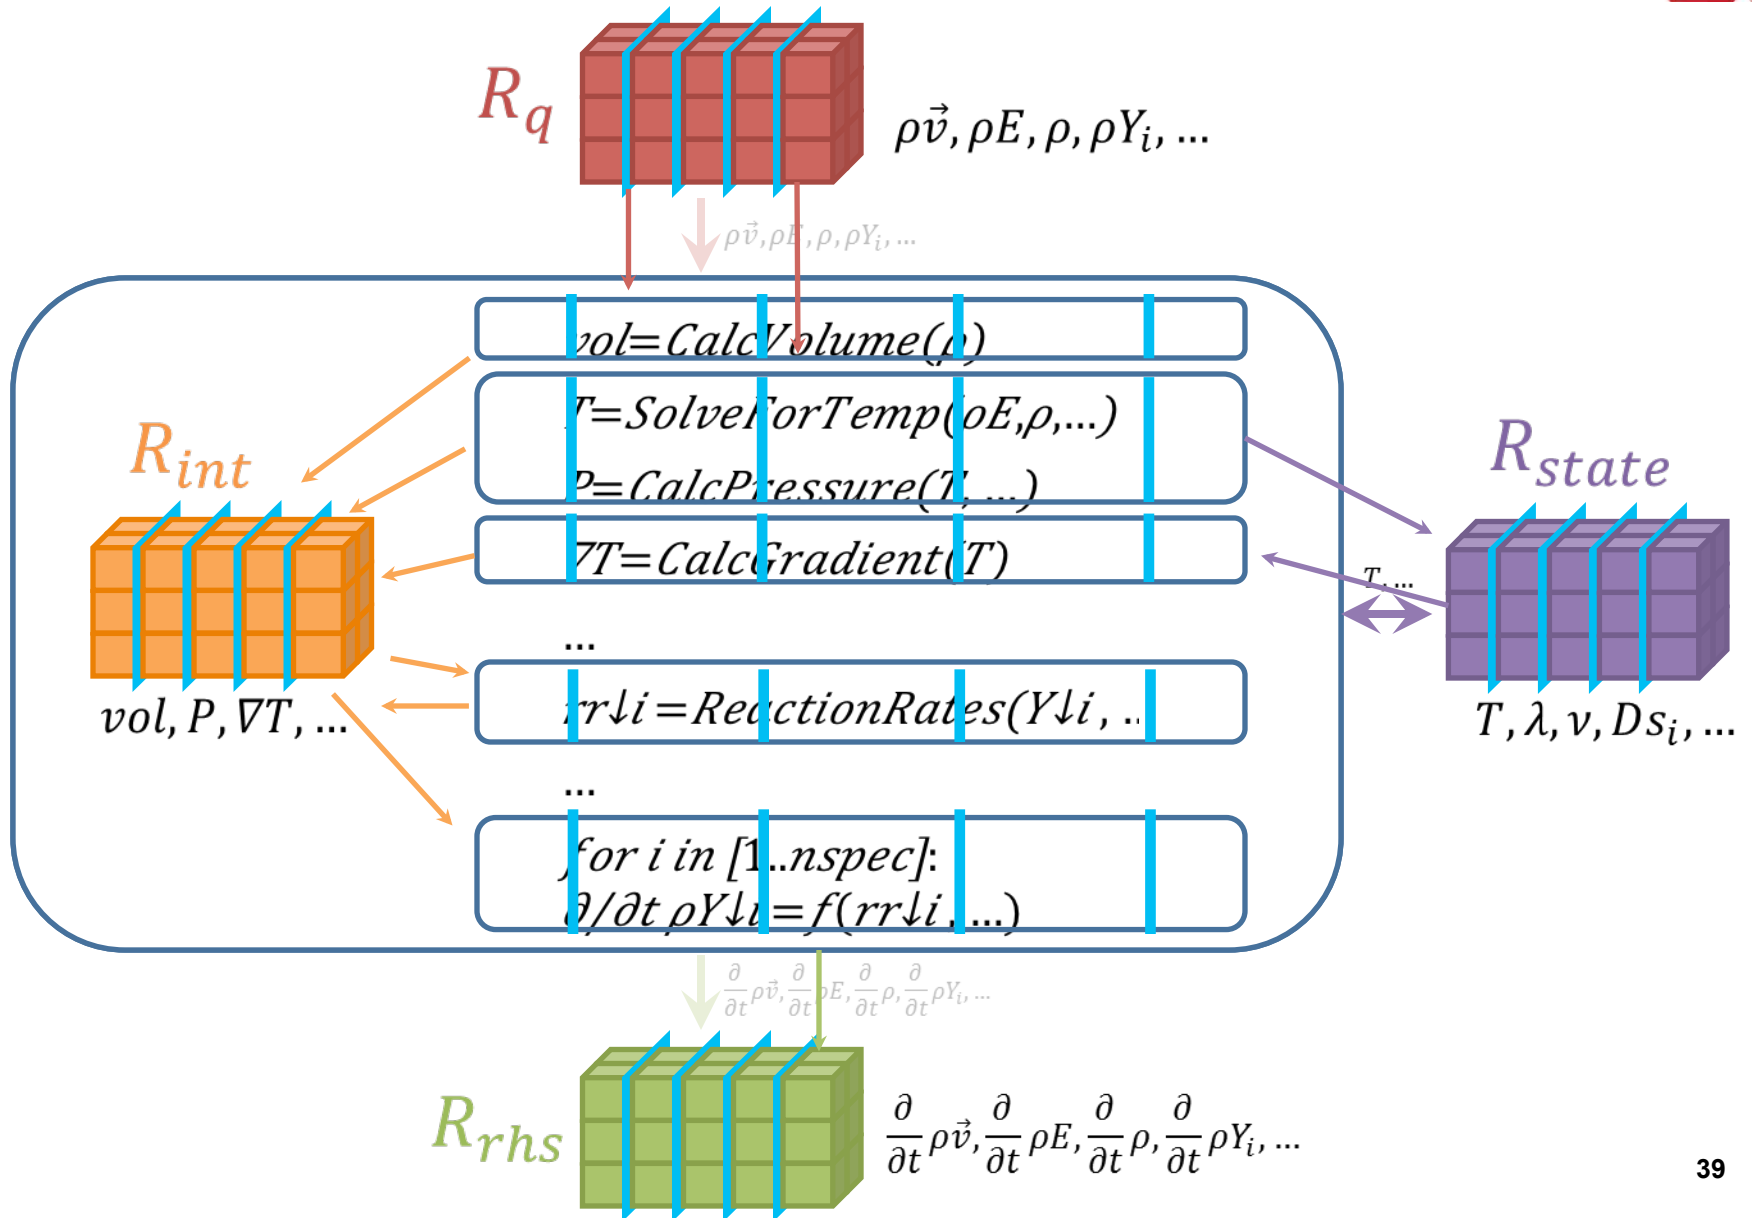 R_q
ρv⃗, ρE, ρ, ρY_i, ...
ρv⃗, ρE, ρ, ρY_i, ...
vol=CalcVolume(ρ)
T=SolveForTemp(ρE,ρ,...)
P=CalcPressure(T, ...)
R_int
R_state
∇T=CalcGradient(T)
T, ...
...
vol, P, ∇T, ...
rr↓i =ReactionRates(Y↓i , ..
T, λ, ν, Ds_i, ...
...
for i in [1..nspec]:
∂/∂t ρY↓i =f(rr↓i , ...)
∂/∂t ρv⃗, ∂/∂t ρE, ∂/∂t ρ, ∂/∂t ρY_i, ...
R_rhs
∂/∂t ρv⃗, ∂/∂t ρE, ∂/∂t ρ, ∂/∂t ρY_i, ...
39